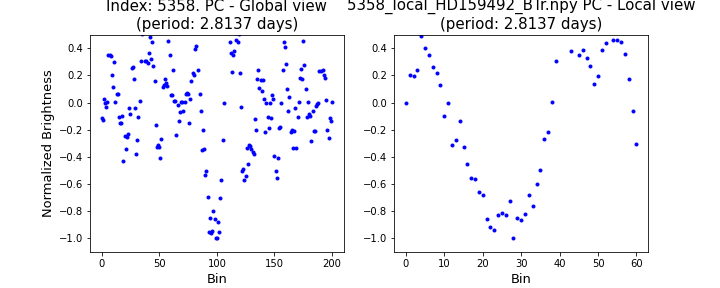 Index: 5358. PC - Global view
(period: 2.8137 days)
5358_local_HD159492_BTr.npy PC - Local view
(period: 2.8137 days)
Normalized Brightness
0.4
0.2
0.0
−0.2
−0.4
−0.6
−0.8
−1.0
0 50 100 150 200
Bin
0.4
0.2
0.0
−0.2
−0.4
−0.6
−0.8
−1.0
0 10 20 30 40 50 60
Bin